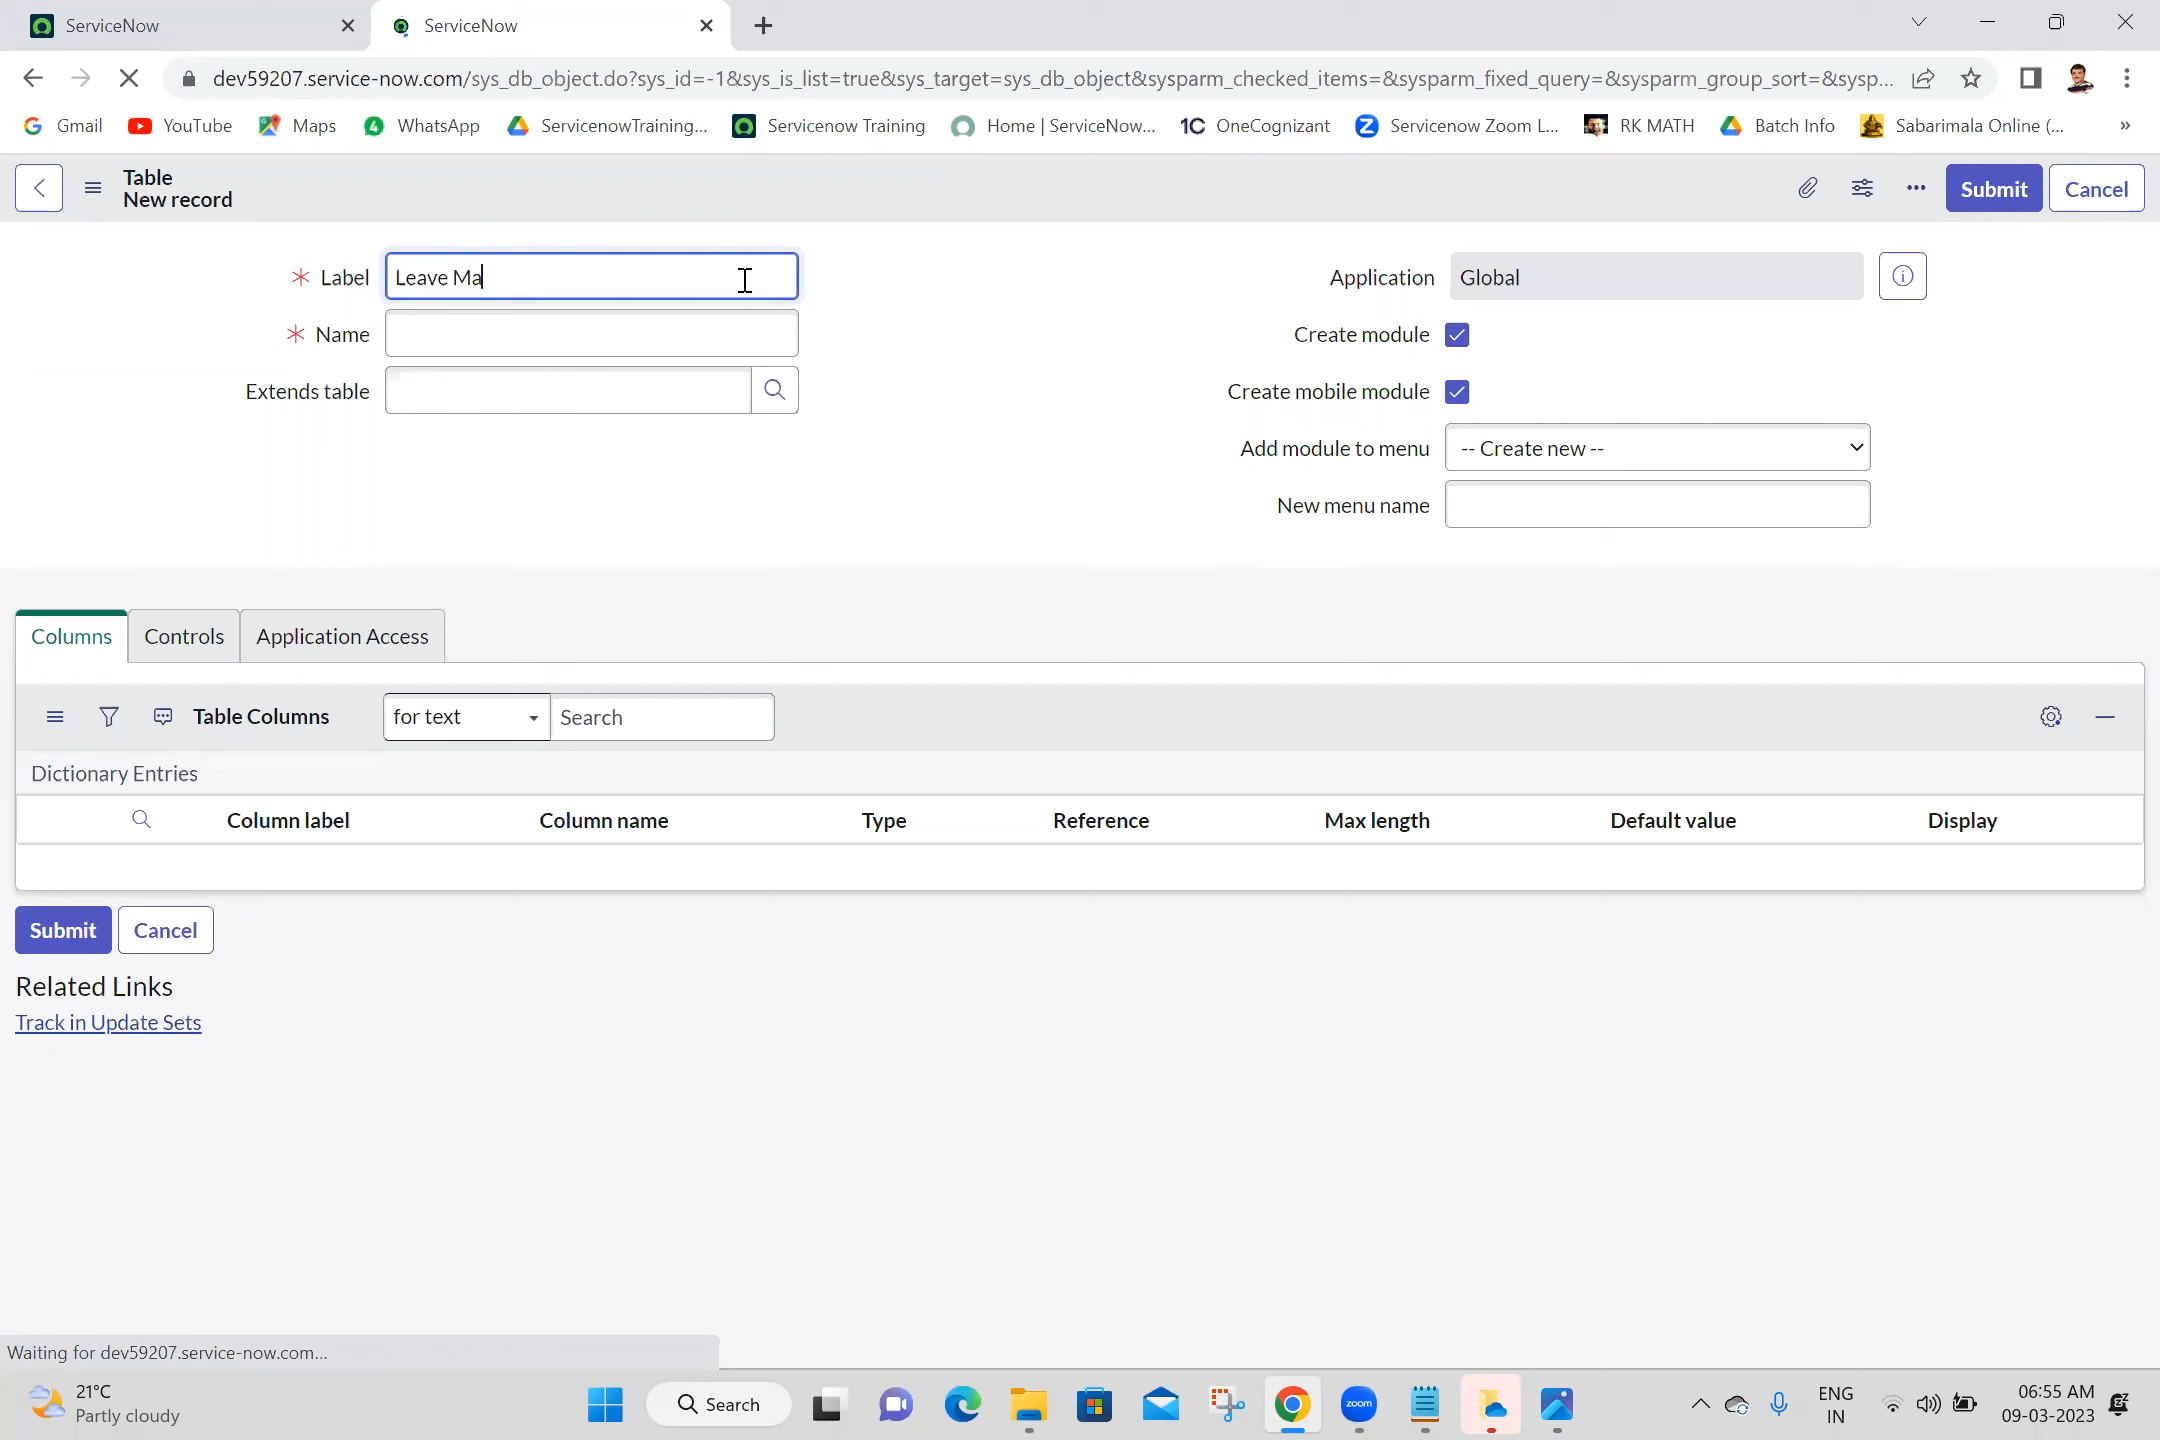 ServiceNow
ServiceNow
dev59207.service-now.com/sys_db_object.do?sys_id=-1&sys_is_list=true&sys_target=sys_db_object&sysparm_checked_items=&sysparm_fixed_query=&sysparm_group_sort=&sysp...
Gmail YouTube Maps WhatsApp ServicenowTraining... Servicenow Training Home | ServiceNow... 1C OneCognizant Servicenow Zoom L... RK MATH Batch Info Sabarimala Online (... »
Table
New record
Submit Cancel
Label Leave Ma
Application Global
Name
Create module
Extends table
Create mobile module
Add module to menu -- Create new --
New menu name
Columns Controls Application Access
Table Columns for text Search
Dictionary Entries
Column label Column name Type Reference Max length Default value Display
Submit Cancel
Related Links
Track in Update Sets
Waiting for dev59207.service-now.com...
21°C
Partly cloudy
Search
zoom
ENG
IN
06:55 AM
09-03-2023